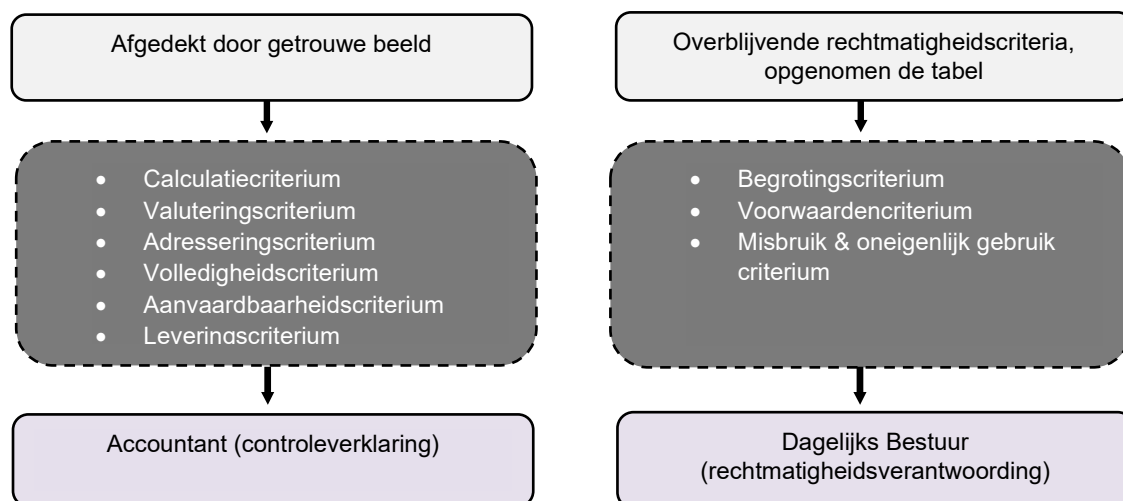 Afgedekt door getrouwe beeld
Calculatiecriterium
Valuteringscriterium
Adresseringscriterium
Volledigheidscriterium
Aanvaardbaarheidscriterium
Leveringscriterium
Accountant (controleverklaring)
Overblijvende rechtmatigheidscriteria,
opgenomen de tabel
Begrotingscriterium
Voorwaardencriterium
Misbruik & oneigenlijk gebruik
criterium
Dagelijks Bestuur
(rechtmatigheidsverantwoording)